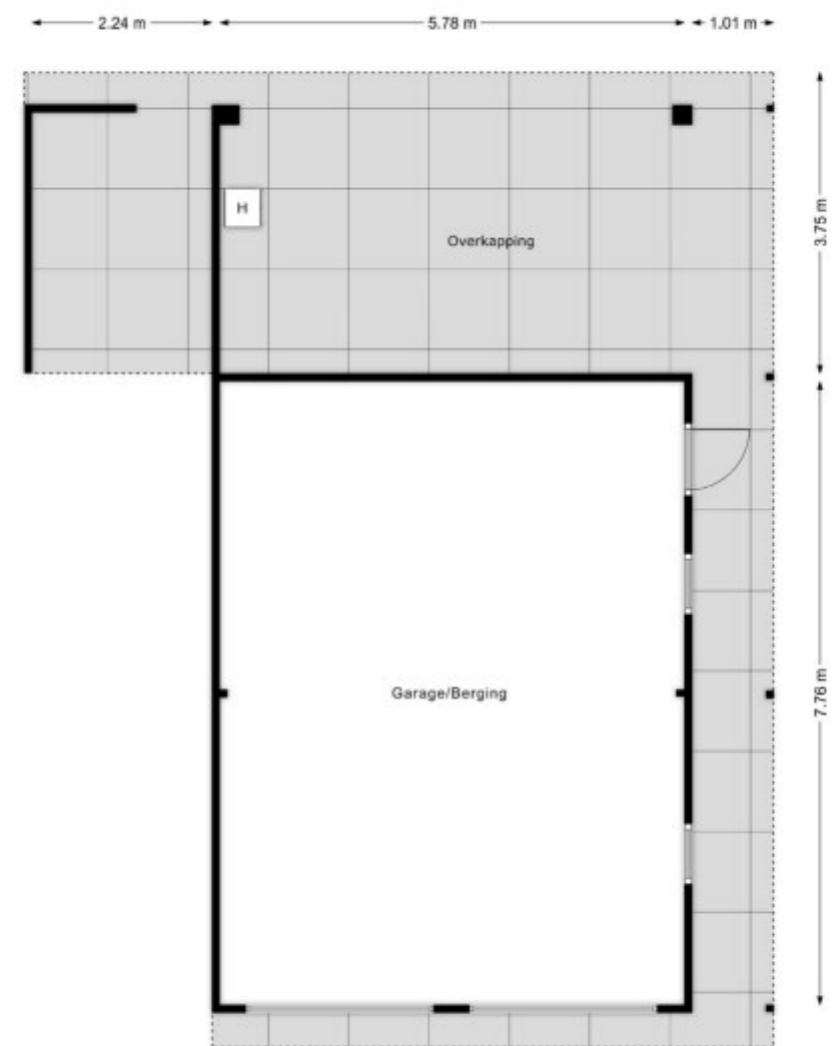 2.24 m
5.78 m
1.01 m
3.75 m
H
Overkapping
7.76 m
Garage/Berging